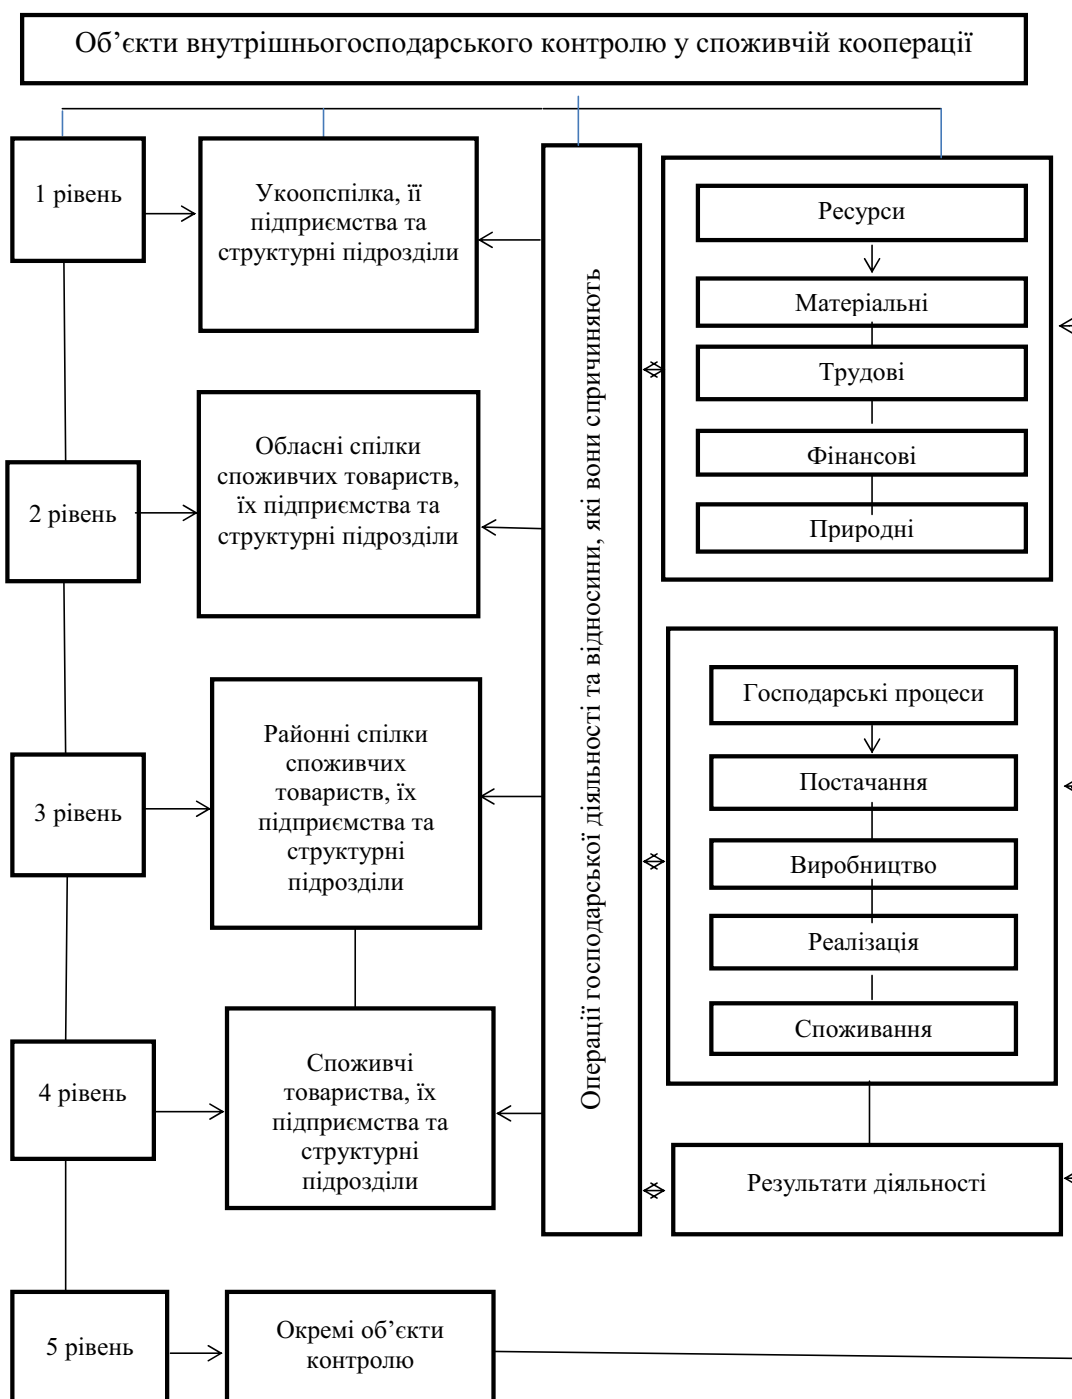 Об’єкти внутрішньогосподарського контролю у споживчій кооперації
1 рівень
Укоопспілка, її
підприємства та
структурні підрозділи
2 рівень
Обласні спілки
споживчих товариств,
їх підприємства та
структурні підрозділи
3 рівень
Районні спілки
споживчих
товариств, їх
підприємства та
структурні
підрозділи
4 рівень
Споживчі
товариства, їх
підприємства та
структурні
підрозділи
5 рівень
Окремі об’єкти
контролю
Операції господарської діяльності та відносини, які вони спричиняють
Ресурси
Матеріальні
Трудові
Фінансові
Природні
Господарські процеси
Постачання
Виробництво
Реалізація
Споживання
Результати діяльності